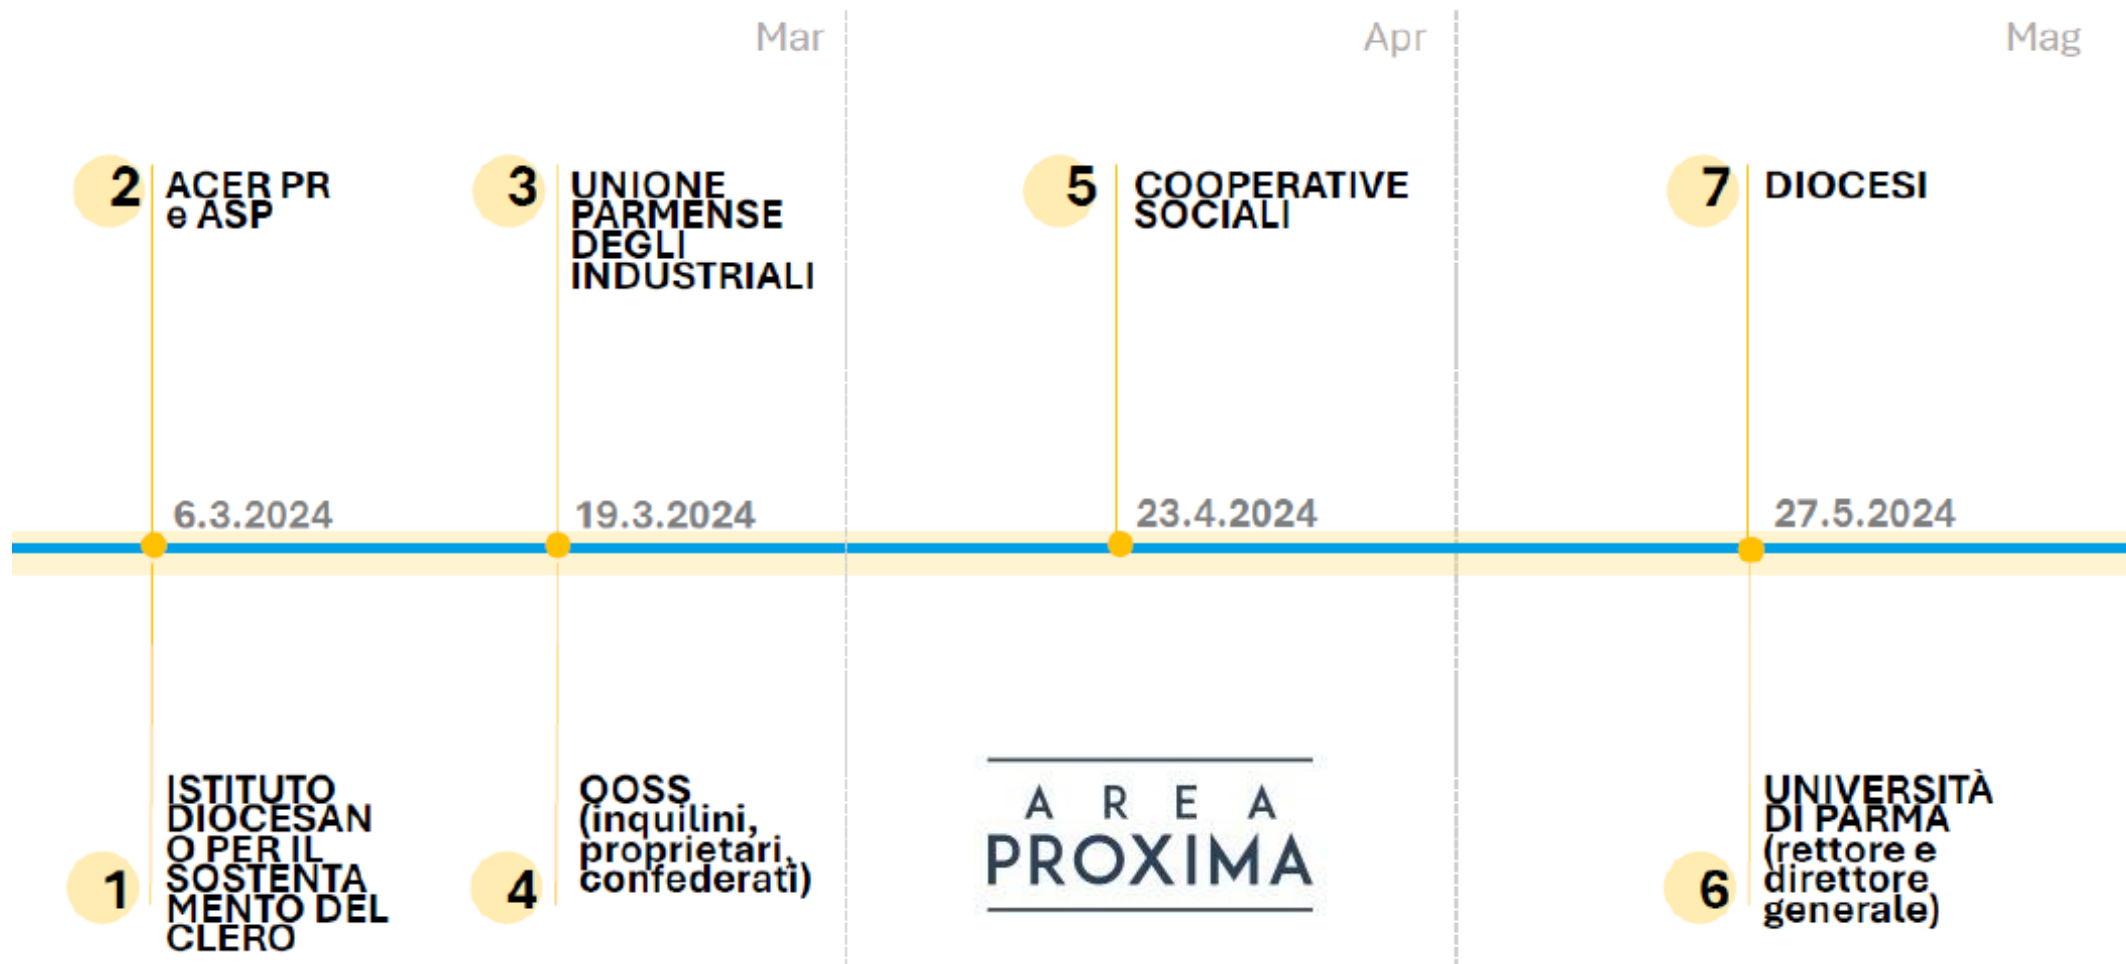 Mar
Apr
Mag
2
ACER PR
e ASP
3
UNIONE
PARMENSE
DEGLI
INDUSTRIALI
5
COOPERATIVE
SOCIALI
7
DIOCESI
6.3.2024
19.3.2024
23.4.2024
27.5.2024
1
ISTITUTO
DIOCESAN
O PER IL
SOSTENTA
MENTO DEL
CLERO
4
OOSS
(inquilini,
proprietari,
confederati)
AREA
PROXIMA
6
UNIVERSITÀ
DI PARMA
(rettore e
direttore
generale)